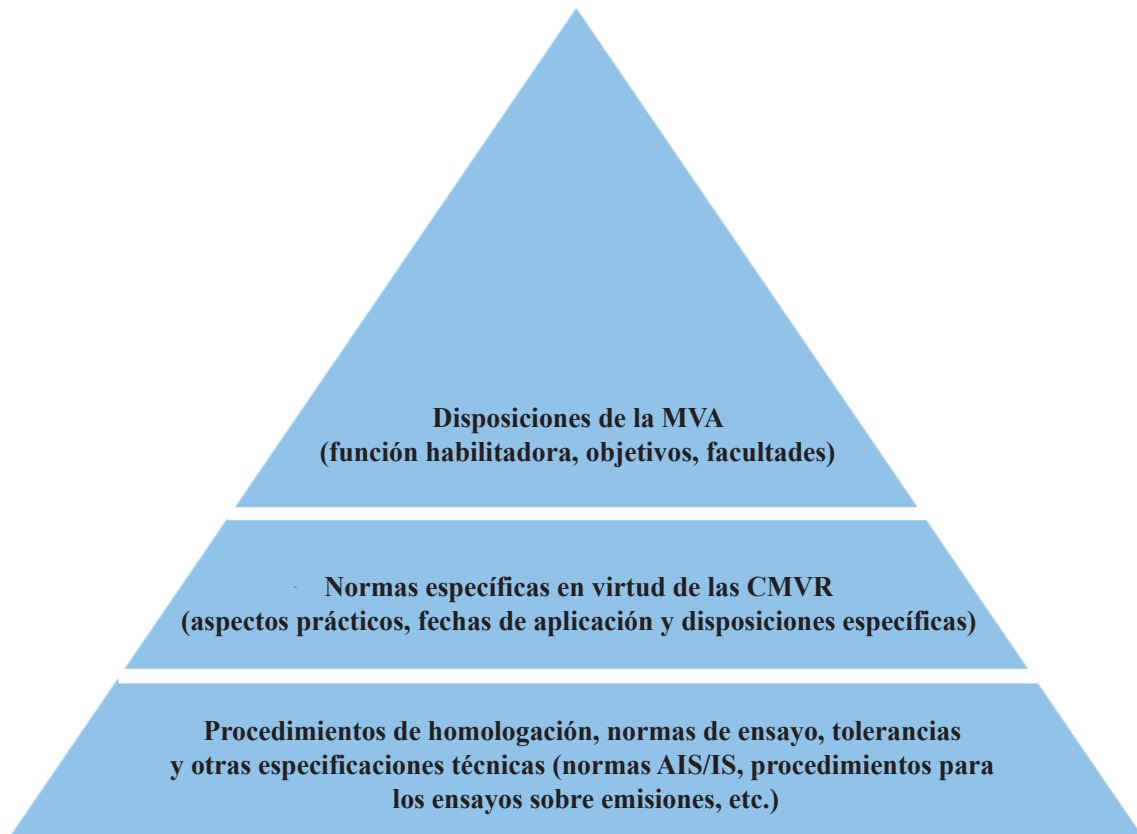 Disposiciones de la MVA
(función habilitadora, objetivos, facultades)
Normas específicas en virtud de las CMVR
(aspectos prácticos, fechas de aplicación y disposiciones específicas)
Procedimientos de homologación, normas de ensayo, tolerancias
y otras especificaciones técnicas (normas AIS/IS, procedimientos para
los ensayos sobre emisiones, etc.)